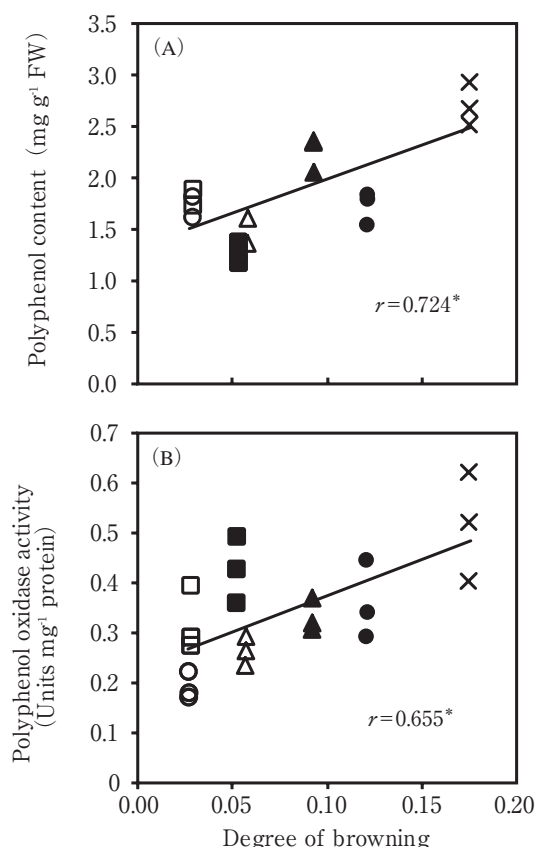 (A)
Polyphenol content (mg g-1 FW)
3.5
3.0
2.5
2.0
1.5
1.0
0.5
0.0
r=0.724*
(B)
Polyphenol oxidase activity
(Units mg-1 protein)
0.7
0.6
0.5
0.4
0.3
0.2
0.1
0
r=0.655*
0.00 0.05 0.10 0.15 0.20
Degree of browning